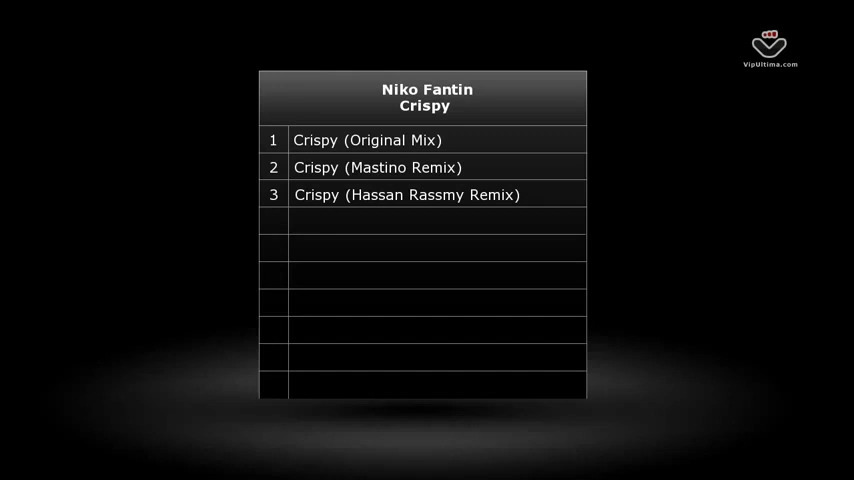 VipUltima.com
Niko Fantin
Crispy
1 Crispy (Original Mix)
2 Crispy (Mastino Remix)
3 Crispy (Hassan Rassmy Remix)